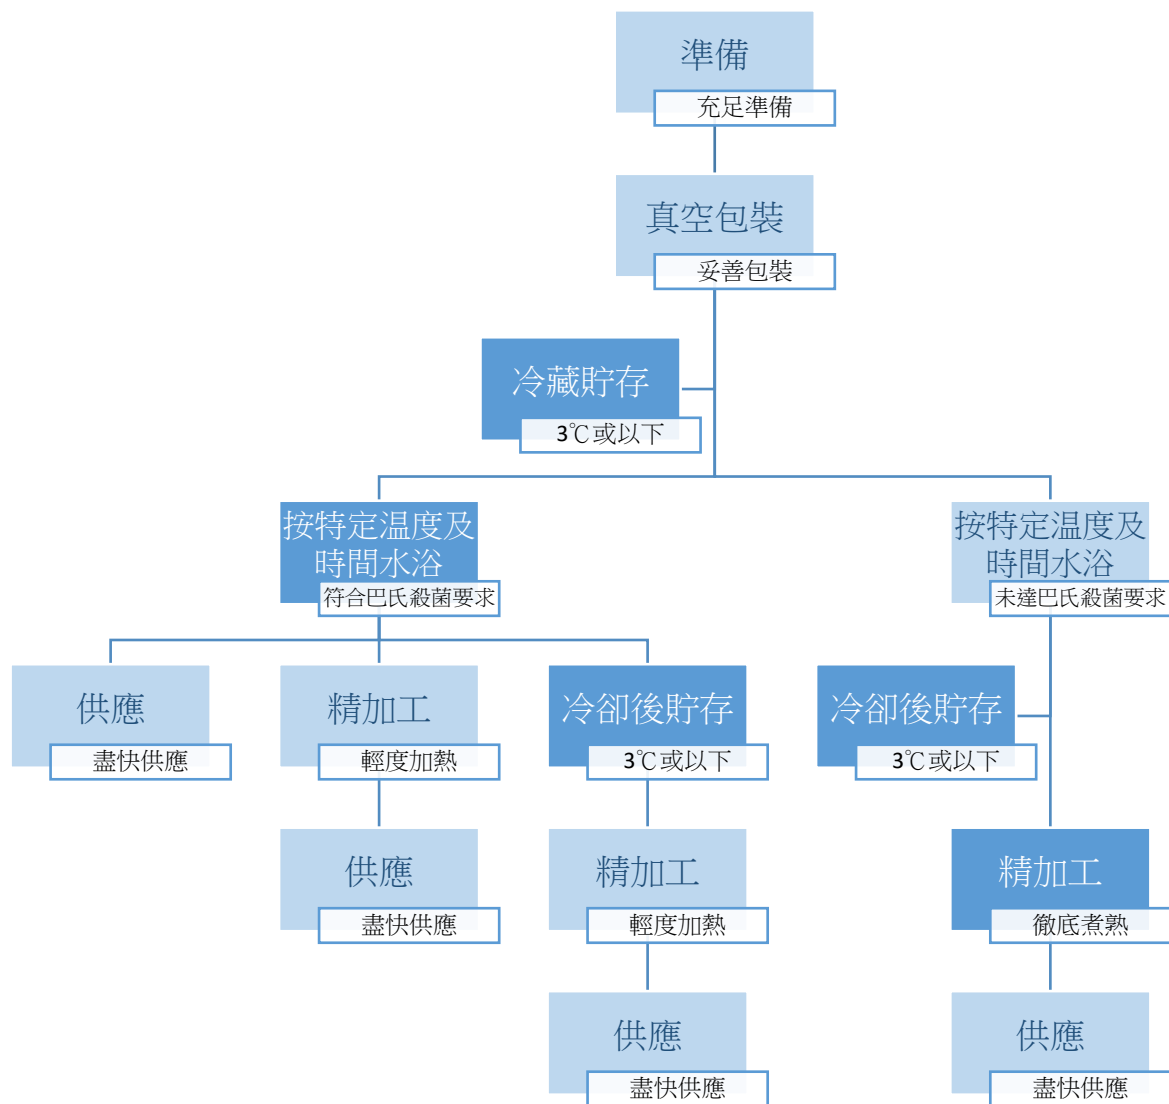 準備
充足準備
真空包裝
妥善包裝
冷藏貯存
3℃或以下
按特定温度及
時間水浴
符合巴氏殺菌要求
按特定温度及
時間水浴
未達巴氏殺菌要求
供應
盡快供應
精加工
輕度加熱
冷卻後貯存
3℃或以下
冷卻後貯存
3℃或以下
供應
盡快供應
精加工
輕度加熱
精加工
徹底煮熟
供應
盡快供應
供應
盡快供應